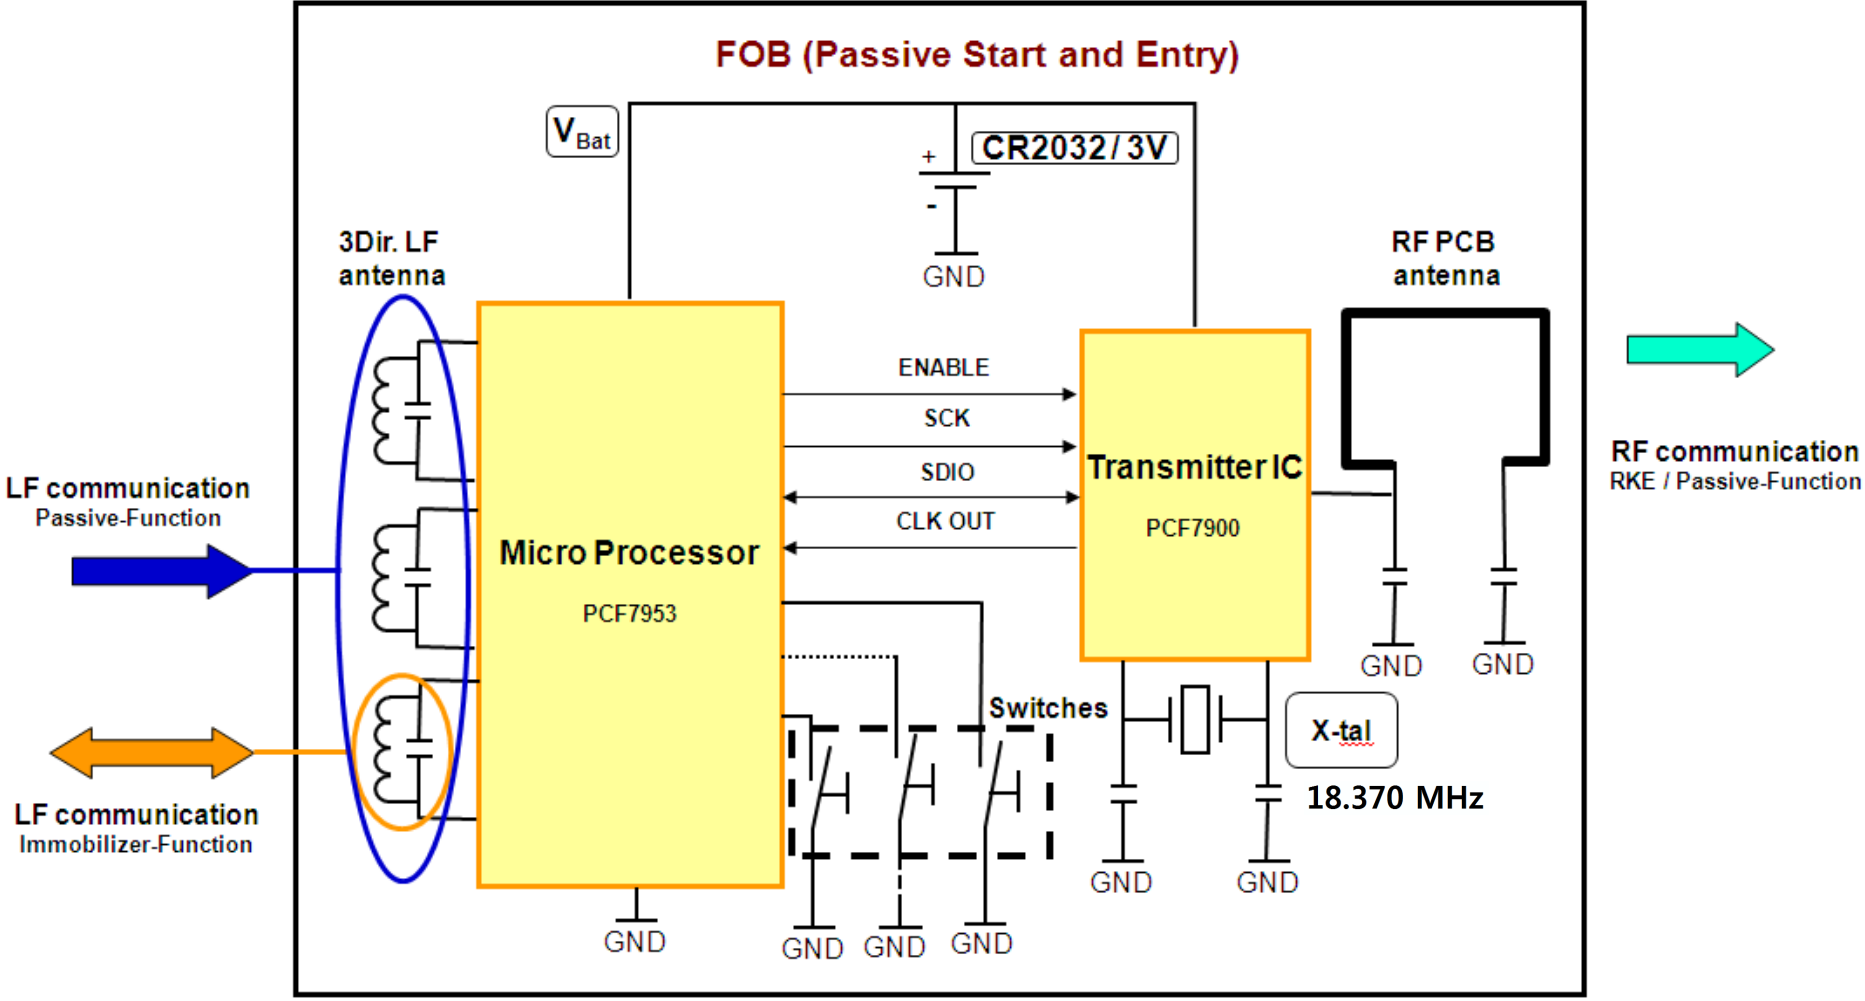 FOB (Passive Start and Entry)
VBat
+
CR2032/3V
-
GND
3Dir. LF
antenna
RF PCB
antenna
ENABLE
SCK
SDIO
CLK OUT
Micro Processor
PCF7953
Transmitter IC
PCF7900
LF communication
Passive-Function
RF communication
RKE / Passive-Function
GND
GND
Switches
X-tal
18.370 MHz
LF communication
Immobilizer-Function
GND
GND
GND
GND
GND
GND